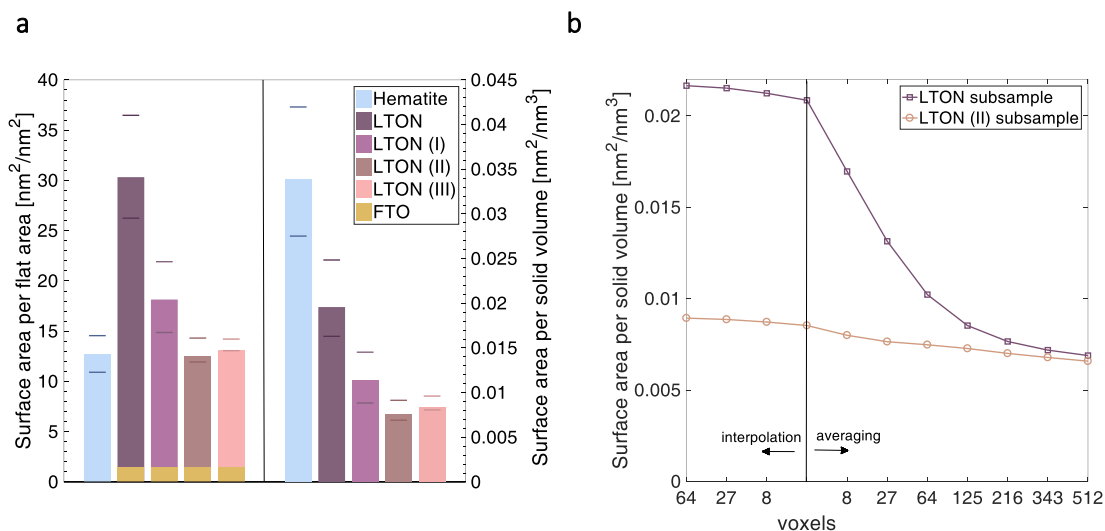 a
Surface area per flat area [nm²/nm²]
40
35
30
25
20
15
10
5
0
Hematite
LTON
LTON (I)
LTON (II)
LTON (III)
FTO
0.045
0.04
0.035
0.03
0.025
0.02
0.015
0.01
0.005
0
Surface area per solid volume [nm²/nm³]
b
Surface area per solid volume [nm²/nm³]
0.02
0.015
0.01
0.005
0
LTON subsample
LTON (II) subsample
interpolation
averaging
64 27 8 8 27 64 125 216 343 512
voxels